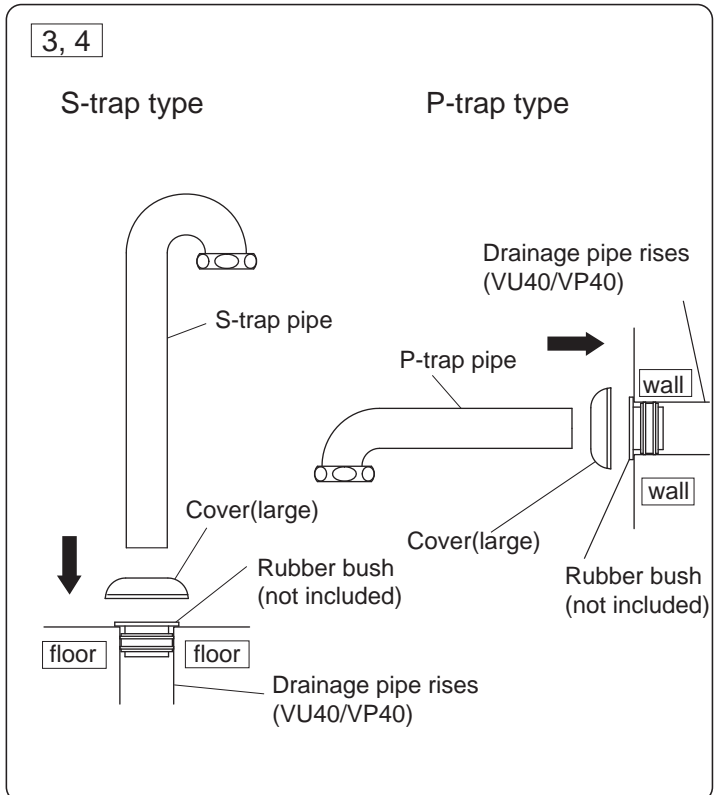 3, 4
S-trap type
P-trap type
Drainage pipe rises
(VU40/VP40)
S-trap pipe
P-trap pipe
wall
wall
Cover(large)
Cover(large)
Rubber bush
(not included)
Rubber bush
(not included)
floor
floor
Drainage pipe rises
(VU40/VP40)